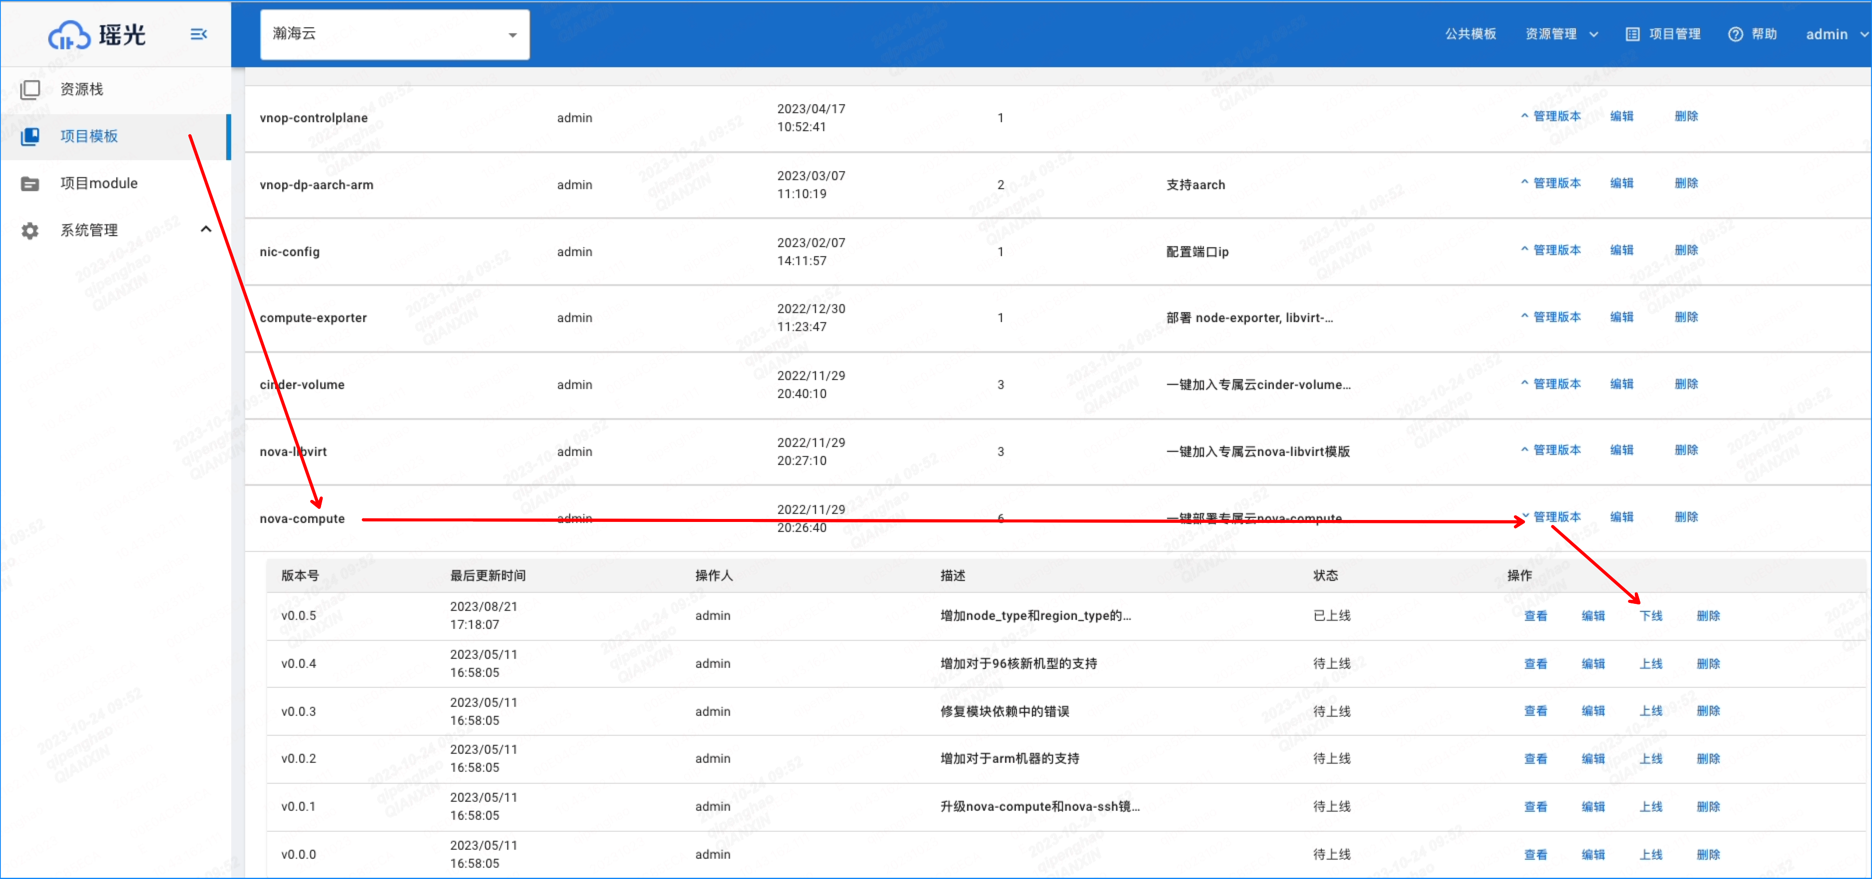 瑶光
瀚海云
公共模板
资源管理
项目管理
帮助
admin
资源栈
项目模板
项目module
系统管理
vnop-controlplane admin 2023/04/17 10:52:41 1 管理版本 编辑 删除
vnop-dp-aarch-arm admin 2023/03/07 11:10:19 2 支持aarch 管理版本 编辑 删除
nic-config admin 2023/02/07 14:11:57 1 配置端口ip 管理版本 编辑 删除
compute-exporter admin 2022/12/30 11:23:47 1 部署 node-exporter, libvirt-... 管理版本 编辑 删除
cinder-volume admin 2022/11/29 20:40:10 3 一键加入专属云cinder-volume... 管理版本 编辑 删除
nova-libvirt admin 2022/11/29 20:27:10 3 一键加入专属云nova-libvirt模版 管理版本 编辑 删除
nova-compute admin 2022/11/29 20:26:40 6 一键部署专属云nova-compute 管理版本 编辑 删除
版本号 最后更新时间 操作人 描述 状态 操作
v0.0.5 2023/08/21 17:18:07 admin 增加node_type和region_type的... 已上线 查看 编辑 下线 删除
v0.0.4 2023/05/11 16:58:05 admin 增加对于96核新机型的支持 待上线 查看 编辑 上线 删除
v0.0.3 2023/05/11 16:58:05 admin 修复模块依赖中的错误 待上线 查看 编辑 上线 删除
v0.0.2 2023/05/11 16:58:05 admin 增加对于arm机器的支持 待上线 查看 编辑 上线 删除
v0.0.1 2023/05/11 16:58:05 admin 升级nova-compute和nova-ssh镜... 待上线 查看 编辑 上线 删除
v0.0.0 2023/05/11 16:58:05 admin 待上线 查看 编辑 上线 删除
2023-10-24 09:52
qipenghao
QIANXIN